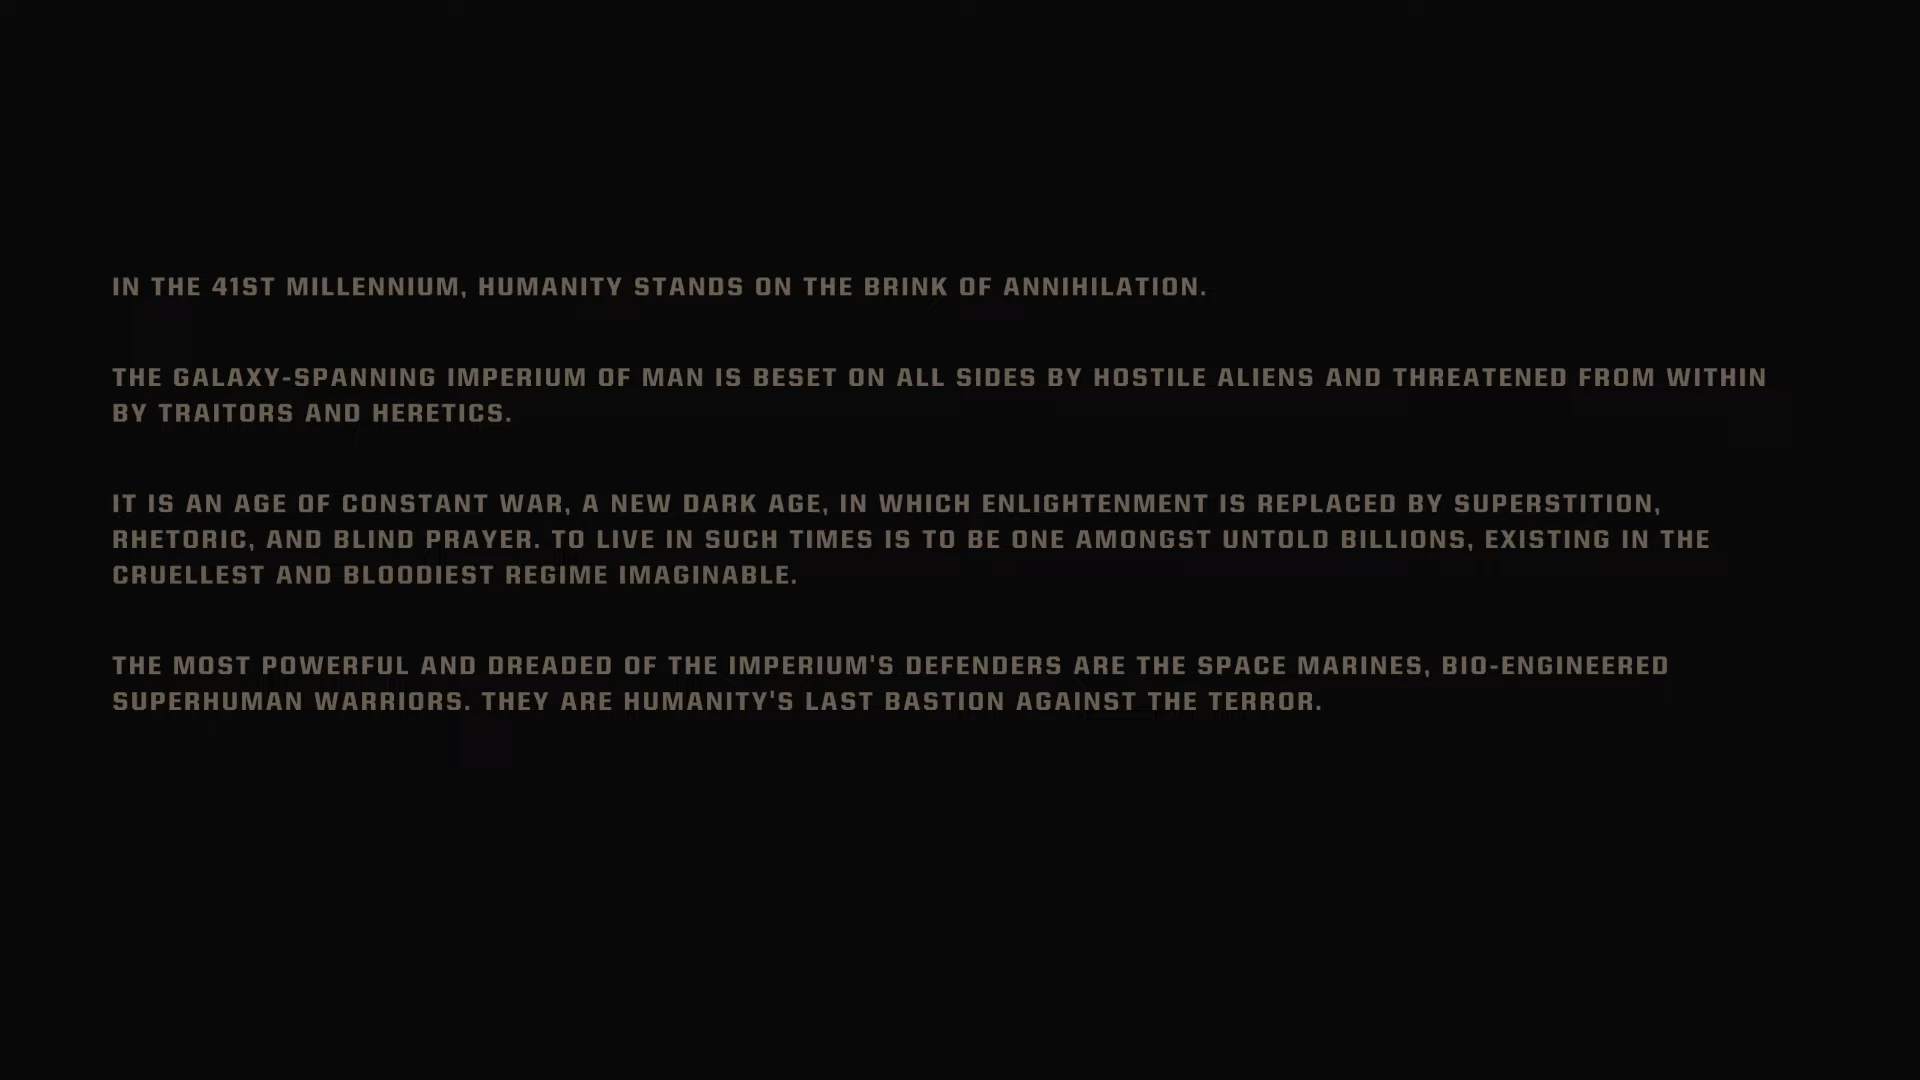 IN THE 41ST MILLENNIUM, HUMANITY STANDS ON THE BRINK OF ANNIHILATION.
THE GALAXY-SPANNING IMPERIUM OF MAN IS BESET ON ALL SIDES BY HOSTILE ALIENS AND THREATENED FROM WITHIN
BY TRAITORS AND HERETICS.
IT IS AN AGE OF CONSTANT WAR, A NEW DARK AGE, IN WHICH ENLIGHTENMENT IS REPLACED BY SUPERSTITION,
RHETORIC, AND BLIND PRAYER. TO LIVE IN SUCH TIMES IS TO BE ONE AMONGST UNTOLD BILLIONS, EXISTING IN THE
CRUELLEST AND BLOODIEST REGIME IMAGINABLE.
THE MOST POWERFUL AND DREADED OF THE IMPERIUM'S DEFENDERS ARE THE SPACE MARINES, BIO-ENGINEERED
SUPERHUMAN WARRIORS. THEY ARE HUMANITY'S LAST BASTION AGAINST THE TERROR.